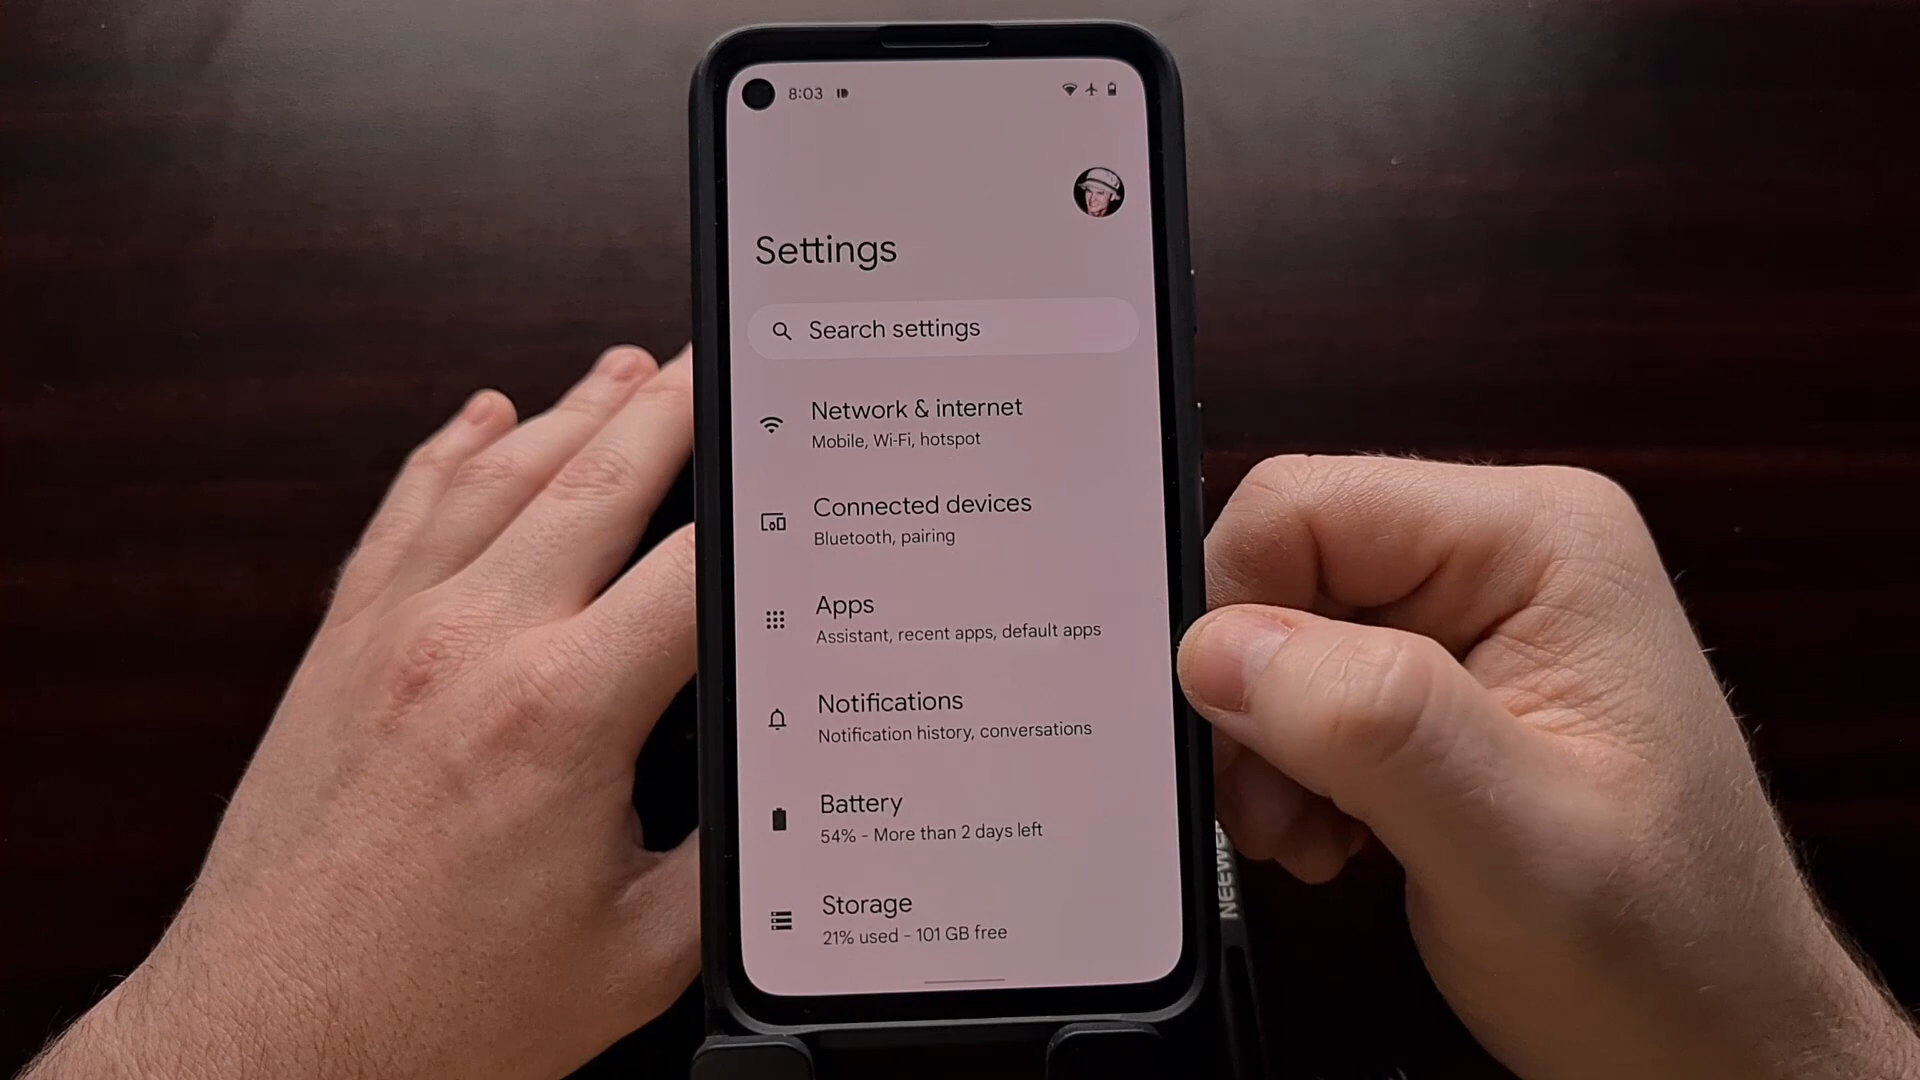 8:03
Settings
Search settings
Network & internet
Mobile, Wi-Fi, hotspot
Connected devices
Bluetooth, pairing
Apps
Assistant, recent apps, default apps
Notifications
Notification history, conversations
Battery
54% - More than 2 days left
Storage
21% used - 101 GB free
NEEWER